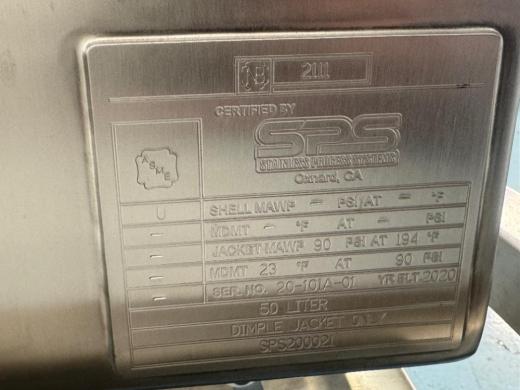 NB 2111
CERTIFIED BY
SPS
STAINLESS PROCESS SYSTEMS
Oxnard, CA
ASME
U SHELL MAWP – PSI AT – °F
– MDMT – °F AT – PSI
– JACKET MAWP 90 PSI AT 194 °F
– MDMT 23 °F AT 90 PSI
– SER. NO. 20-101A-01 YR BLT 2020
50 LITER
DIMPLE JACKET ONLY
SPS200021